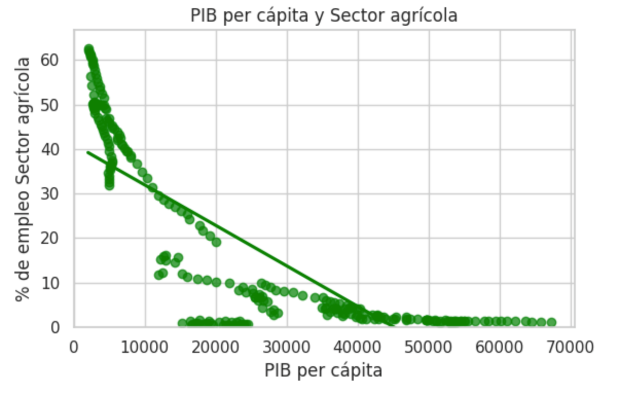 PIB per cápita y Sector agrícola
% de empleo Sector agrícola
60
50
40
30
20
10
0
0 10000 20000 30000 40000 50000 60000 70000
PIB per cápita